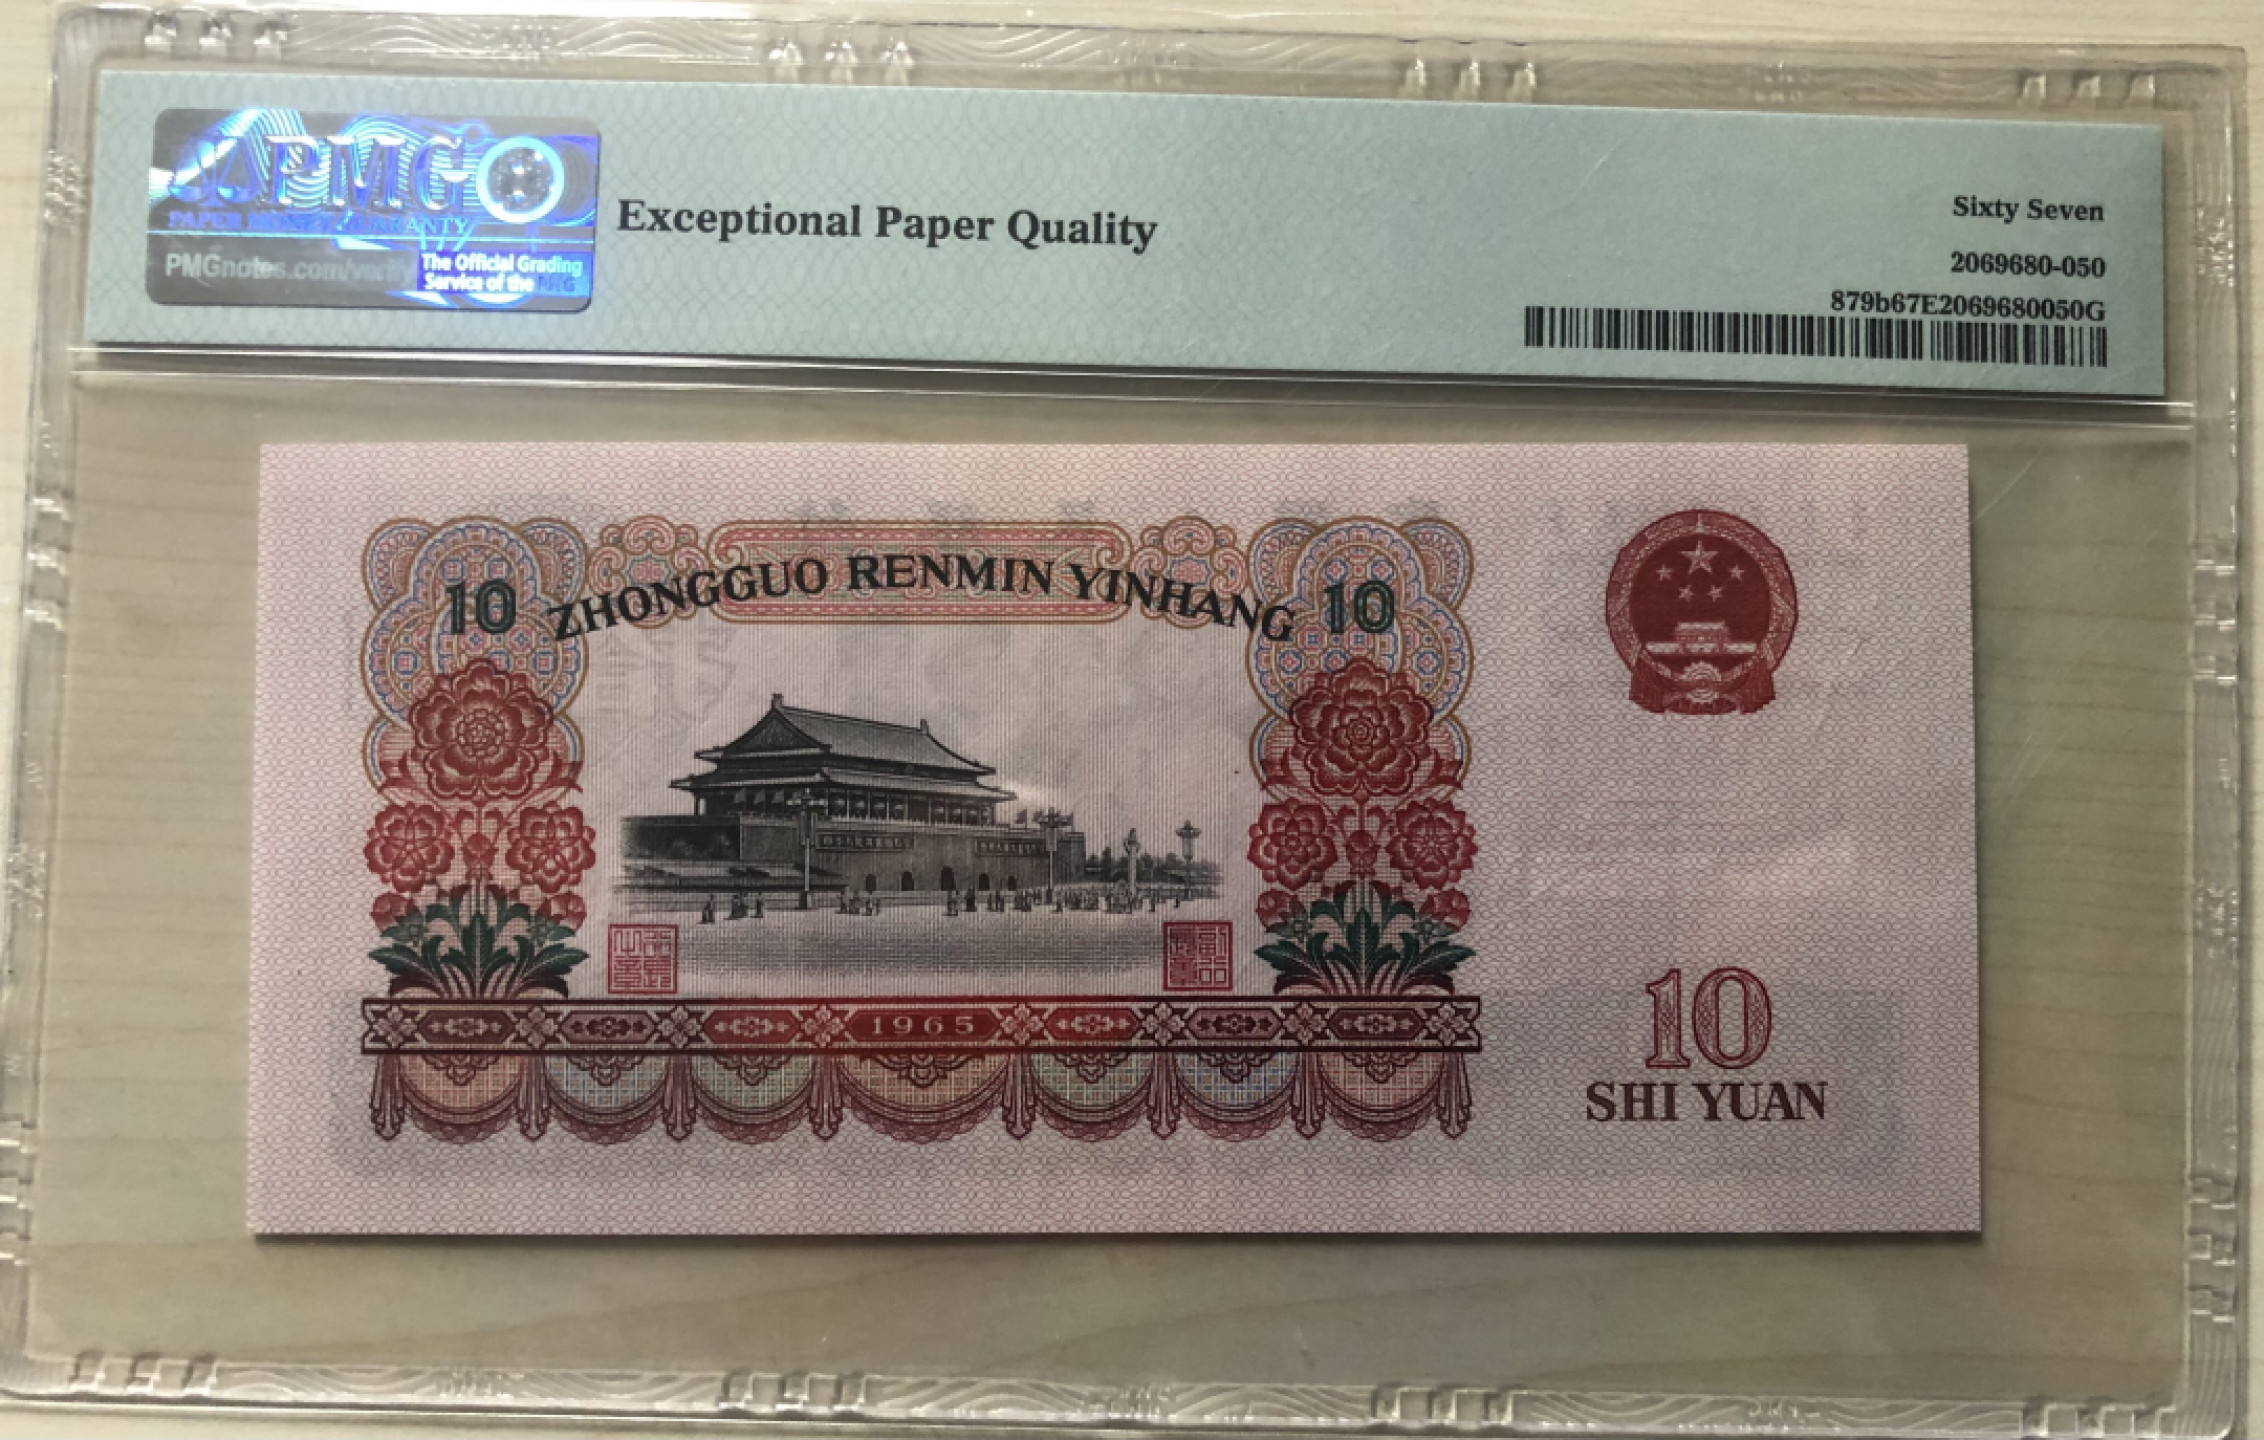 PMG
PAPER MONEY GUARANTY
PMGnotes.com/verify
The Official Grading
Service of the
Exceptional Paper Quality
Sixty Seven
2069680-050
879b67E2069680050G
ZHONGGUO RENMIN YINHANG
10
10
1965
10
SHI YUAN